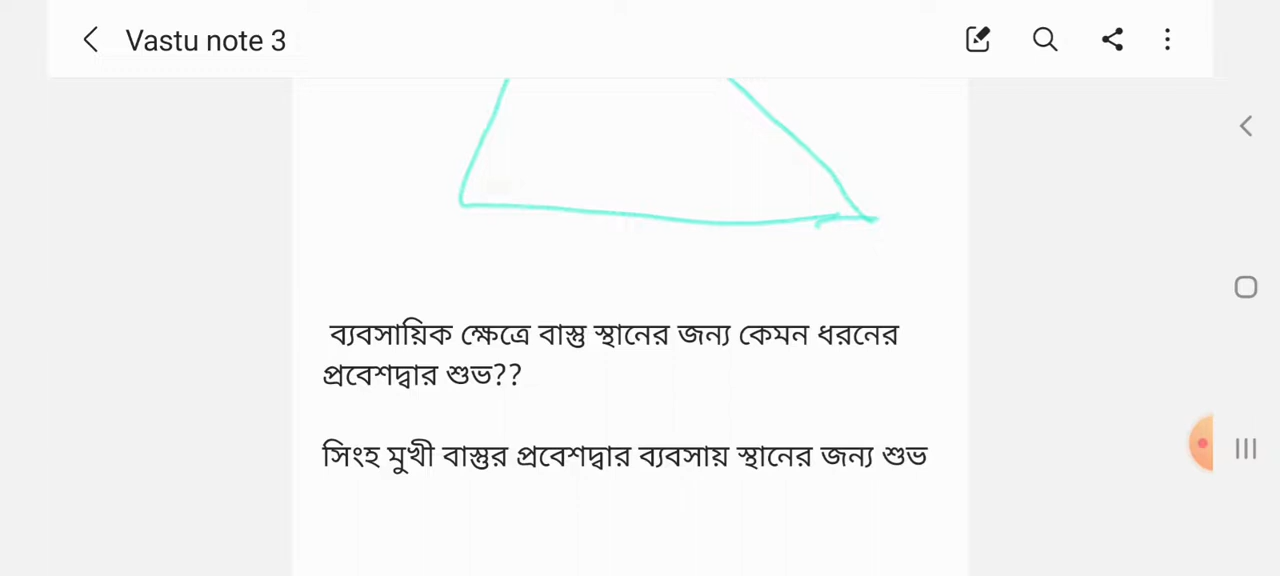 Vastu note 3
ব্যবসায়িক ক্ষেত্রে বাস্তু স্থানের জন্য কেমন ধরনের
প্রবেশদ্বার শুভ??
সিংহ মুখী বাস্তুর প্রবেশদ্বার ব্যবসায় স্থানের জন্য শুভ